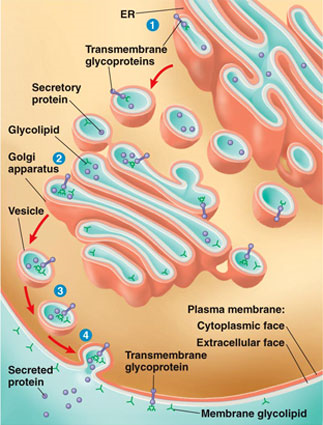 ER
1
Transmembrane
glycoproteins
Secretory
protein
Glycolipid
2
Golgi
apparatus
Vesicle
3
4
Plasma membrane:
Cytoplasmic face
Extracellular face
Transmembrane
glycoprotein
Secreted
protein
Membrane glycolipid